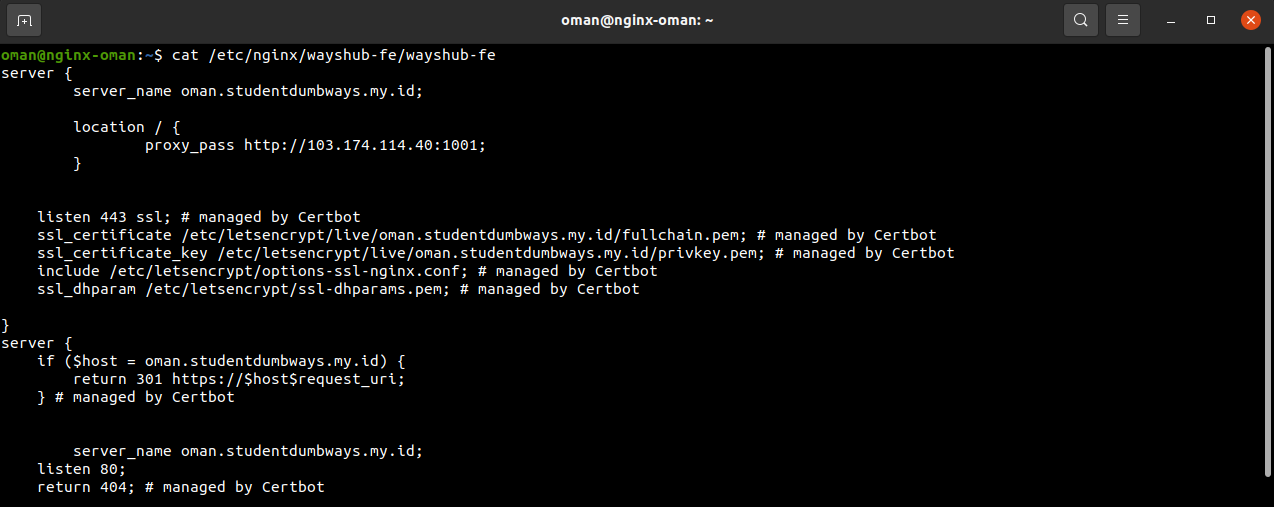 oman@nginx-oman: ~
oman@nginx-oman:~$ cat /etc/nginx/wayshub-fe/wayshub-fe
server {
        server_name oman.studentdumbways.my.id;

        location / {
                proxy_pass http://103.174.114.40:1001;
        }


    listen 443 ssl; # managed by Certbot
    ssl_certificate /etc/letsencrypt/live/oman.studentdumbways.my.id/fullchain.pem; # managed by Certbot
    ssl_certificate_key /etc/letsencrypt/live/oman.studentdumbways.my.id/privkey.pem; # managed by Certbot
    include /etc/letsencrypt/options-ssl-nginx.conf; # managed by Certbot
    ssl_dhparam /etc/letsencrypt/ssl-dhparams.pem; # managed by Certbot

}
server {
    if ($host = oman.studentdumbways.my.id) {
        return 301 https://$host$request_uri;
    } # managed by Certbot


        server_name oman.studentdumbways.my.id;
    listen 80;
    return 404; # managed by Certbot